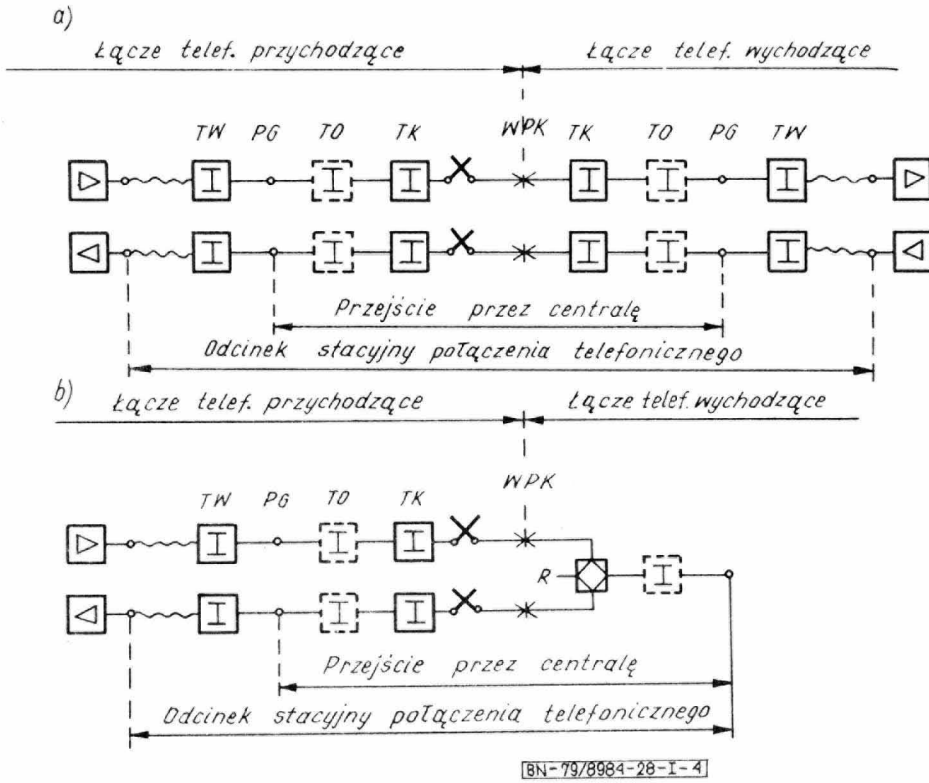 a)
Łącze telef. przychodzące Łącze telef. wychodzące
TW PG TO TK WPK TK TO PG TW
Przejście przez centralę
Odcinek stacyjny połączenia telefonicznego
b)
Łącze telef. przychodzące Łącze telef. wychodzące
WPK
TW PG TO TK
R
Przejście przez centralę
Odcinek stacyjny połączenia telefonicznego
BN-79/8984-28-I-4